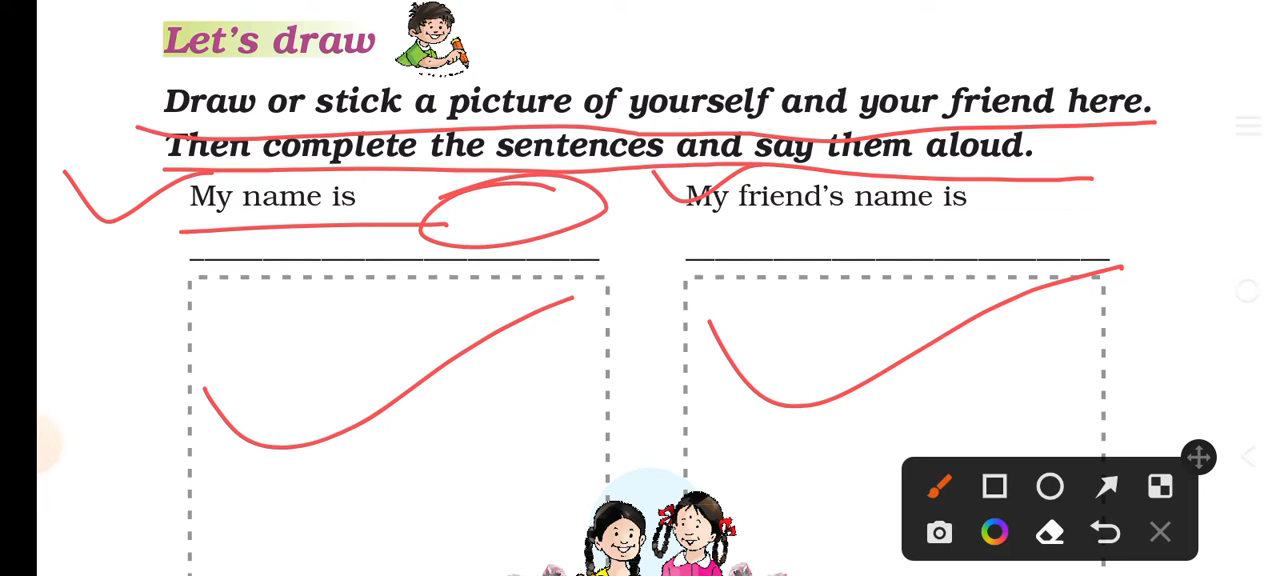 Let's draw
Draw or stick a picture of yourself and your friend here.
Then complete the sentences and say them aloud.
My name is
My friend's name is